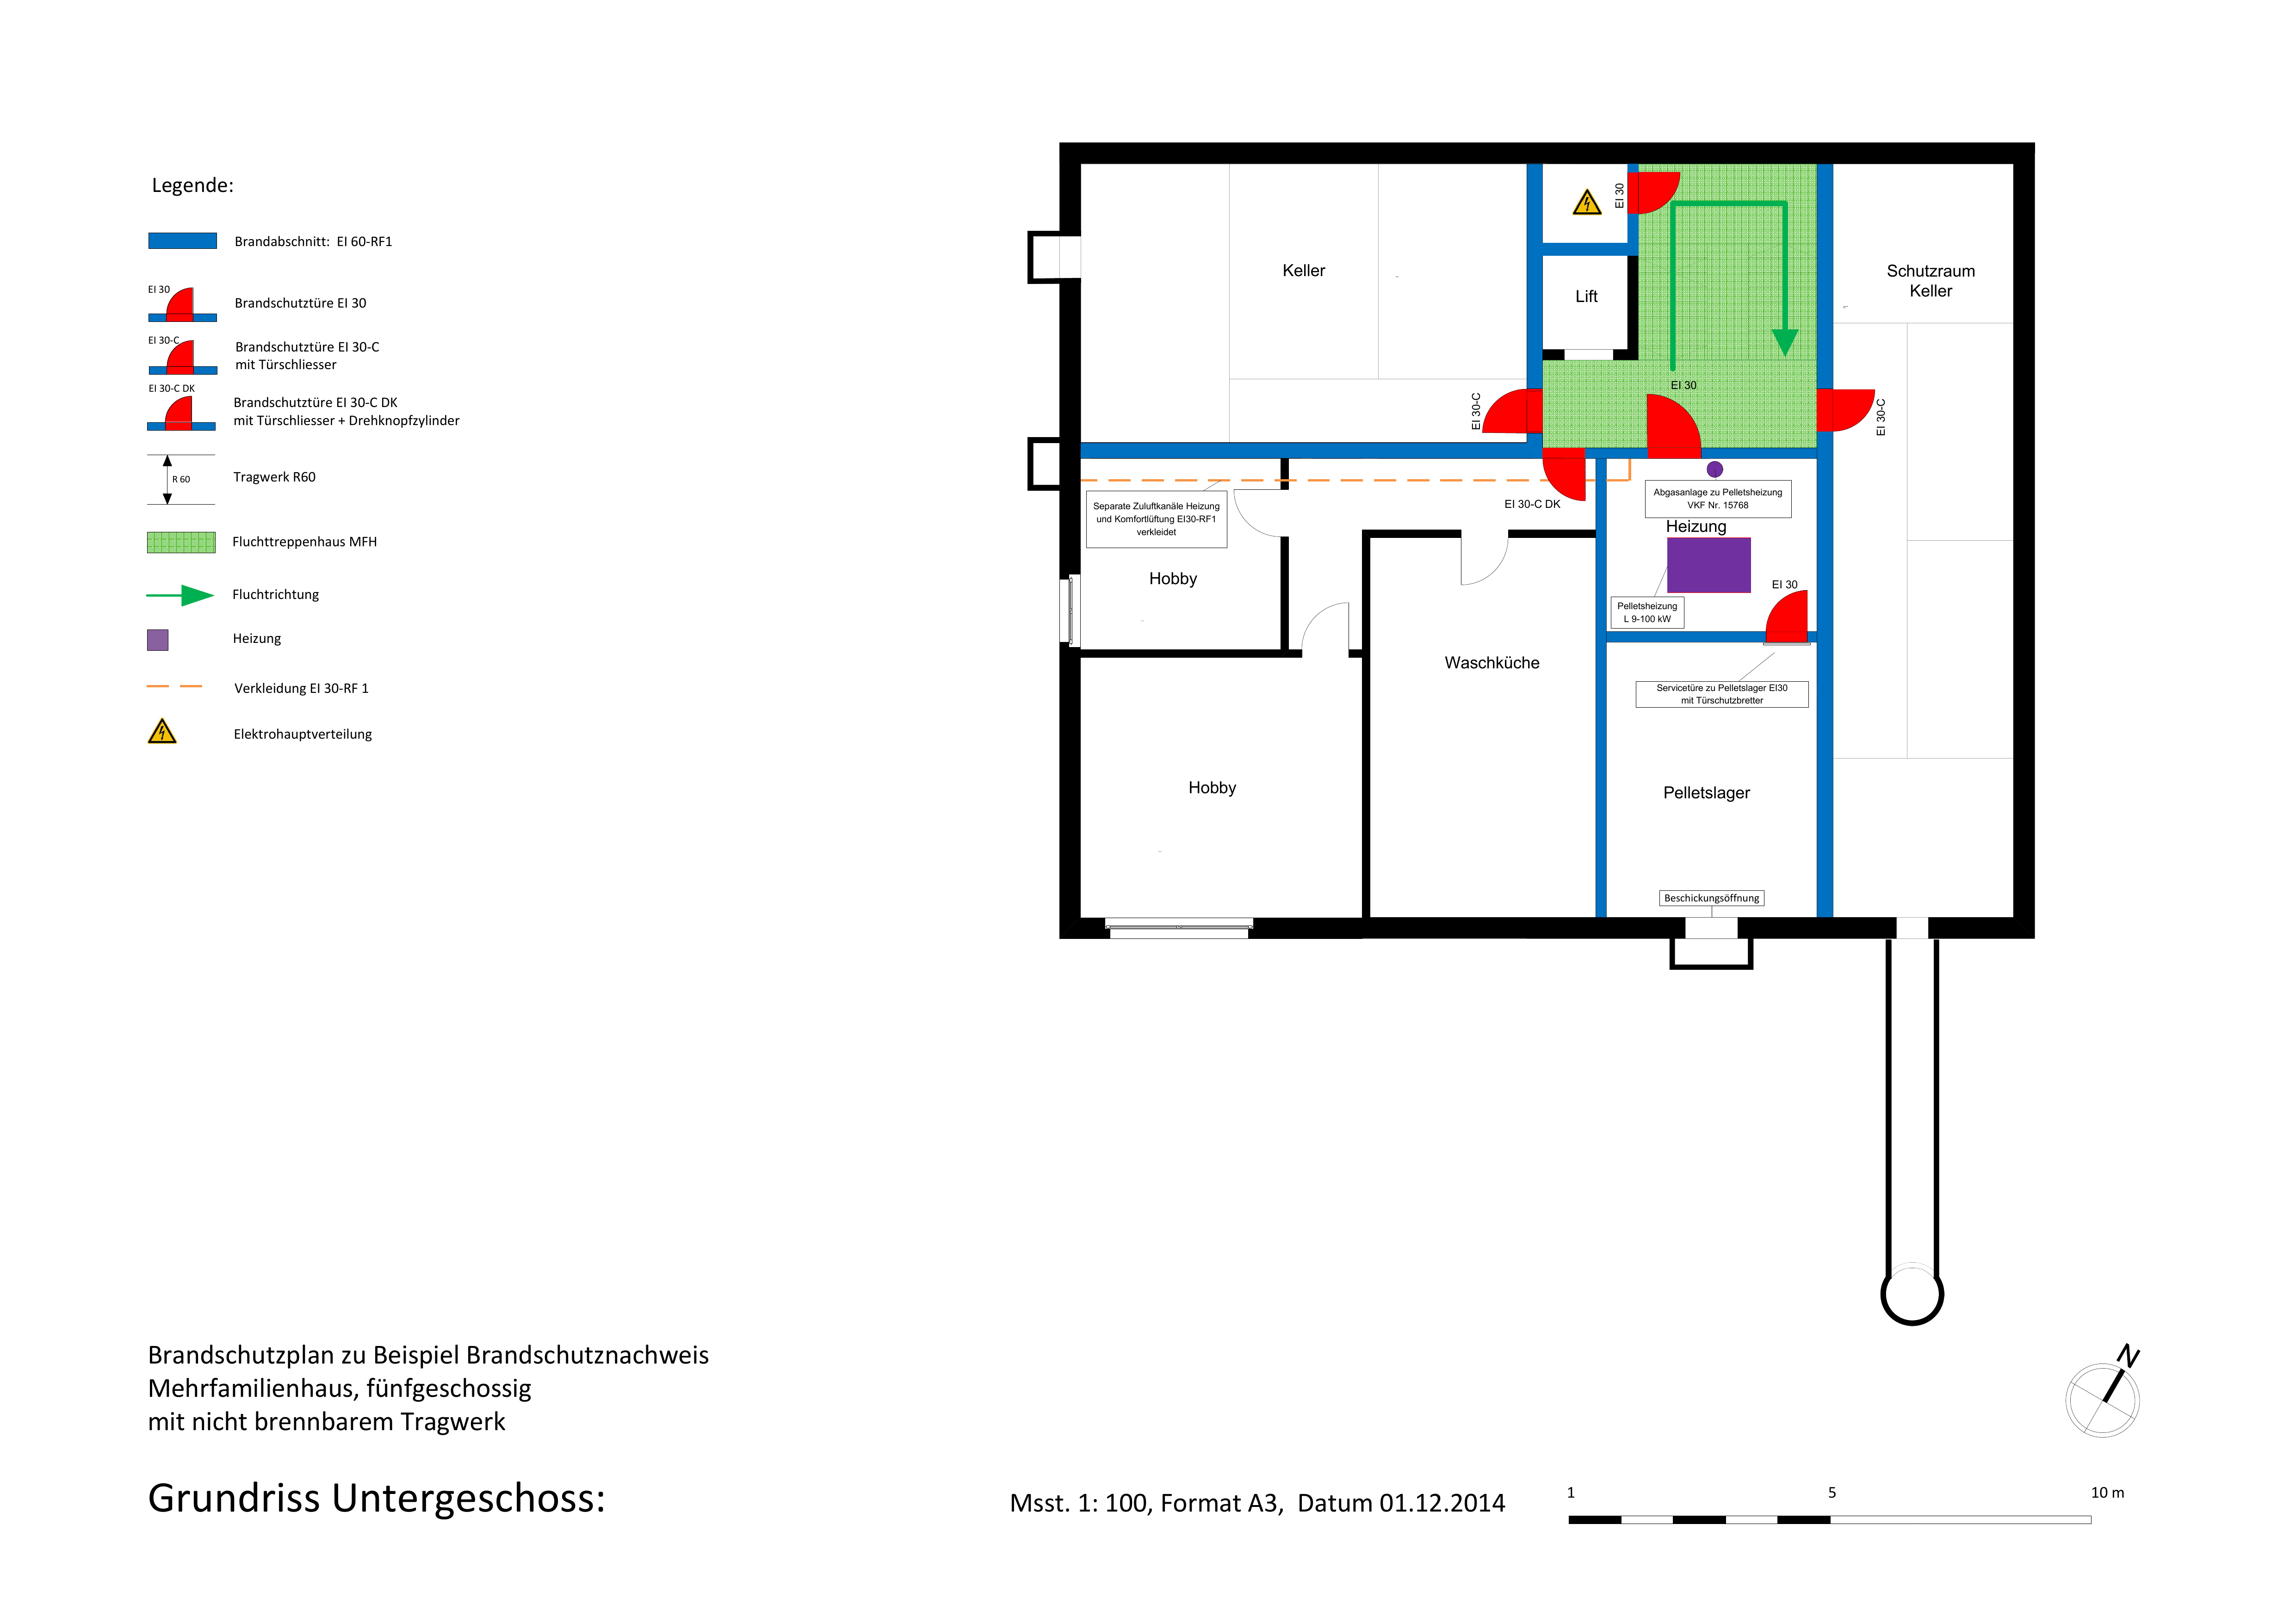 Legende:
Brandabschnitt: EI 60-RF1
EI 30
Brandschutztüre EI 30
EI 30-C
Brandschutztüre EI 30-C
mit Türschliesser
EI 30-C DK
Brandschutztüre EI 30-C DK
mit Türschliesser + Drehknopfzylinder
R 60
Tragwerk R60
Fluchttreppenhaus MFH
Fluchtrichtung
Heizung
Verkleidung EI 30-RF 1
Elektrohauptverteilung
EI 30
Keller
Lift
Schutzraum
Keller
EI 30
EI 30-C
EI 30-C
EI 30-C DK
Separate Zuluftkanäle Heizung
und Komfortlüftung EI30-RF1
verkleidet
Abgasanlage zu Pelletsheizung
VKF Nr. 15768
Heizung
Hobby
EI 30
Pelletsheizung
L 9-100 kW
Waschküche
Servicetüre zu Pelletslager EI30
mit Türschutzbretter
Hobby
Pelletslager
Beschickungsöffnung
Brandschutzplan zu Beispiel Brandschutznachweis
Mehrfamilienhaus, fünfgeschossig
mit nicht brennbarem Tragwerk
N
Grundriss Untergeschoss:
Msst. 1: 100, Format A3, Datum 01.12.2014
1 5 10 m